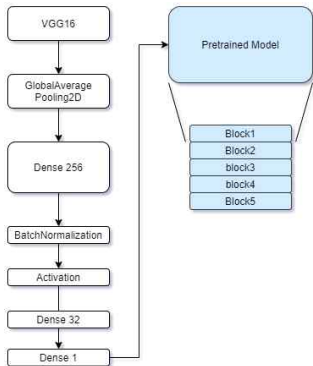 VGG16
GlobalAverage
Pooling2D
Dense 256
BatchNormalization
Activation
Dense 32
Dense 1
Pretrained Model
Block1
Block2
block3
block4
Block5